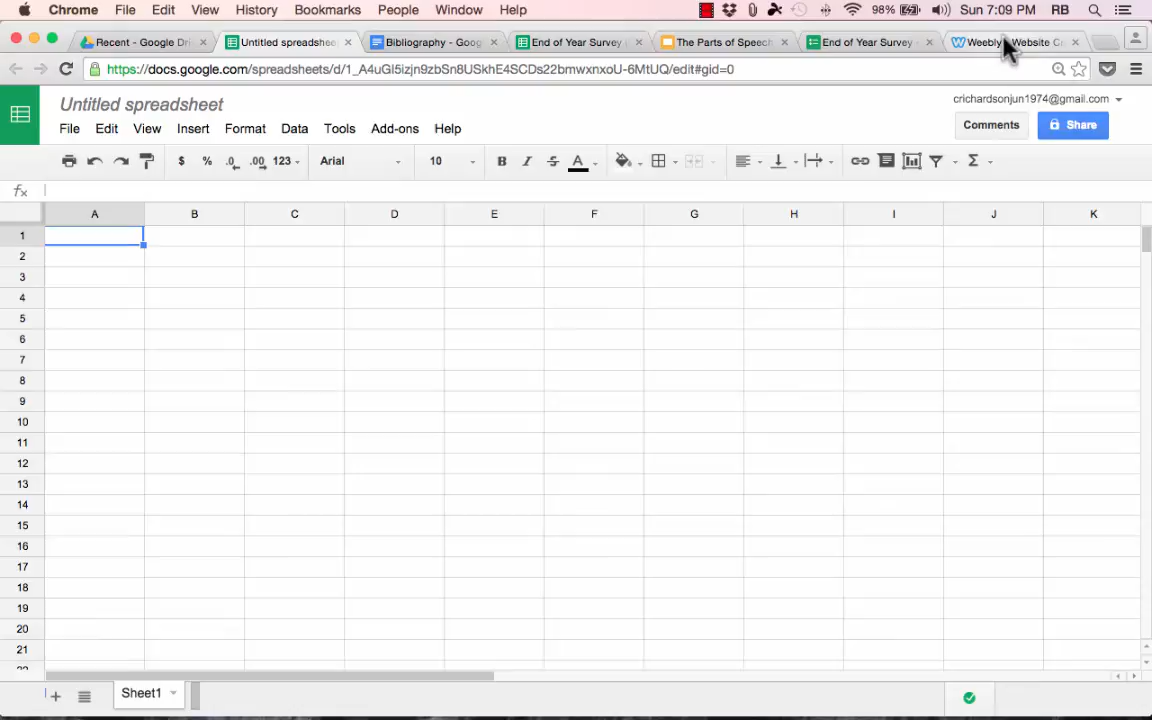 Chrome File Edit View History Bookmarks People Window Help 98% Sun 7:09 PM RB
Recent - Google Dri Untitled spreadshee Bibliography - Goog End of Year Survey The Parts of Speech End of Year Survey - Weebly Website Cr
https://docs.google.com/spreadsheets/d/1_A4uGI5izjn9zbSn8USkhE4SCDs22bmwxnxoU-6MtUQ/edit#gid=0
Untitled spreadsheet crichardsonjun1974@gmail.com
File Edit View Insert Format Data Tools Add-ons Help Comments Share
$ % .0 .00 123 Arial 10 B I S A Σ
fx
A B C D E F G H I J K
1
2
3
4
5
6
7
8
9
10
11
12
13
14
15
16
17
18
19
20
21
+ Sheet1